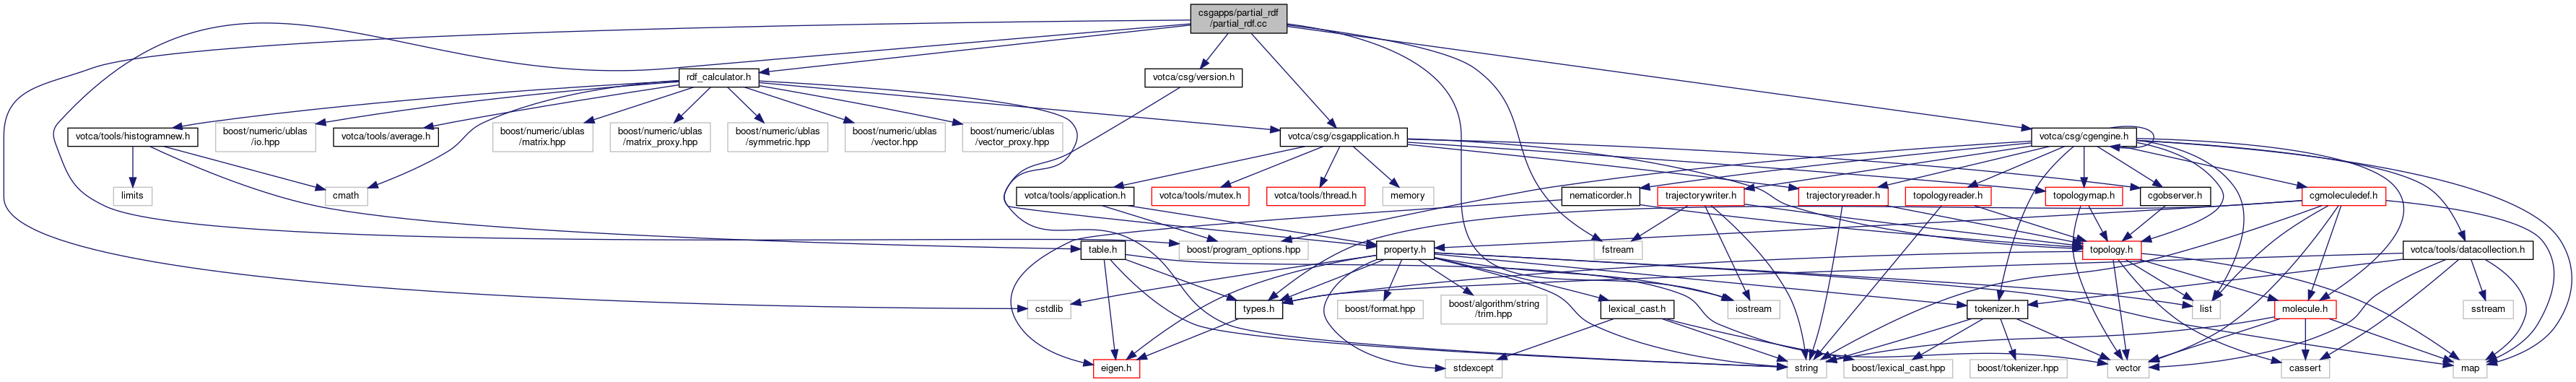 csgapps/partial_rdf
/partial_rdf.cc
rdf_calculator.h
votca/csg/version.h
votca/tools/histogramnew.h
boost/numeric/ublas
/io.hpp
votca/tools/average.h
boost/numeric/ublas
/matrix.hpp
boost/numeric/ublas
/matrix_proxy.hpp
boost/numeric/ublas
/symmetric.hpp
boost/numeric/ublas
/vector.hpp
boost/numeric/ublas
/vector_proxy.hpp
votca/csg/csgapplication.h
votca/csg/cgengine.h
limits
cmath
votca/tools/application.h
votca/tools/mutex.h
votca/tools/thread.h
memory
nematicorder.h
trajectorywriter.h
trajectoryreader.h
topologyreader.h
topologymap.h
cgobserver.h
cgmoleculedef.h
table.h
boost/program_options.hpp
property.h
fstream
topology.h
votca/tools/datacollection.h
cstdlib
types.h
boost/format.hpp
boost/algorithm/string
/trim.hpp
lexical_cast.h
iostream
tokenizer.h
list
molecule.h
sstream
eigen.h
stdexcept
string
boost/lexical_cast.hpp
boost/tokenizer.hpp
vector
cassert
map